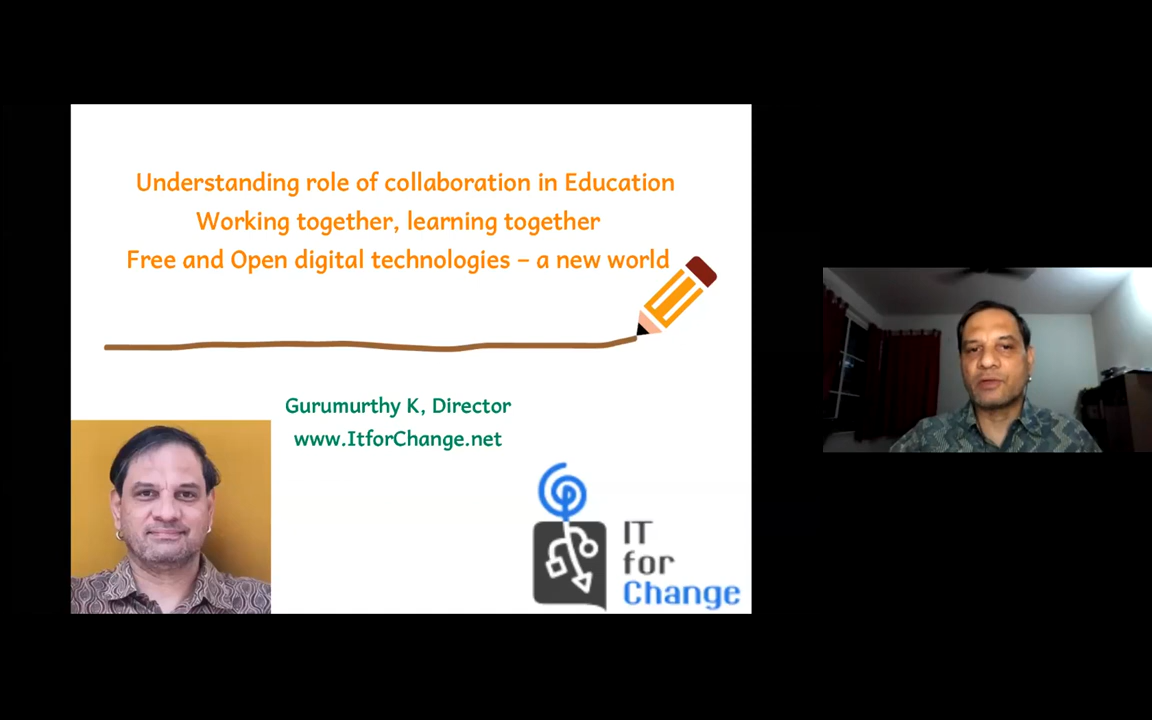 Understanding role of collaboration in Education
Working together, learning together
Free and Open digital technologies – a new world
Gurumurthy K, Director
www.ItforChange.net
IT
for
Change